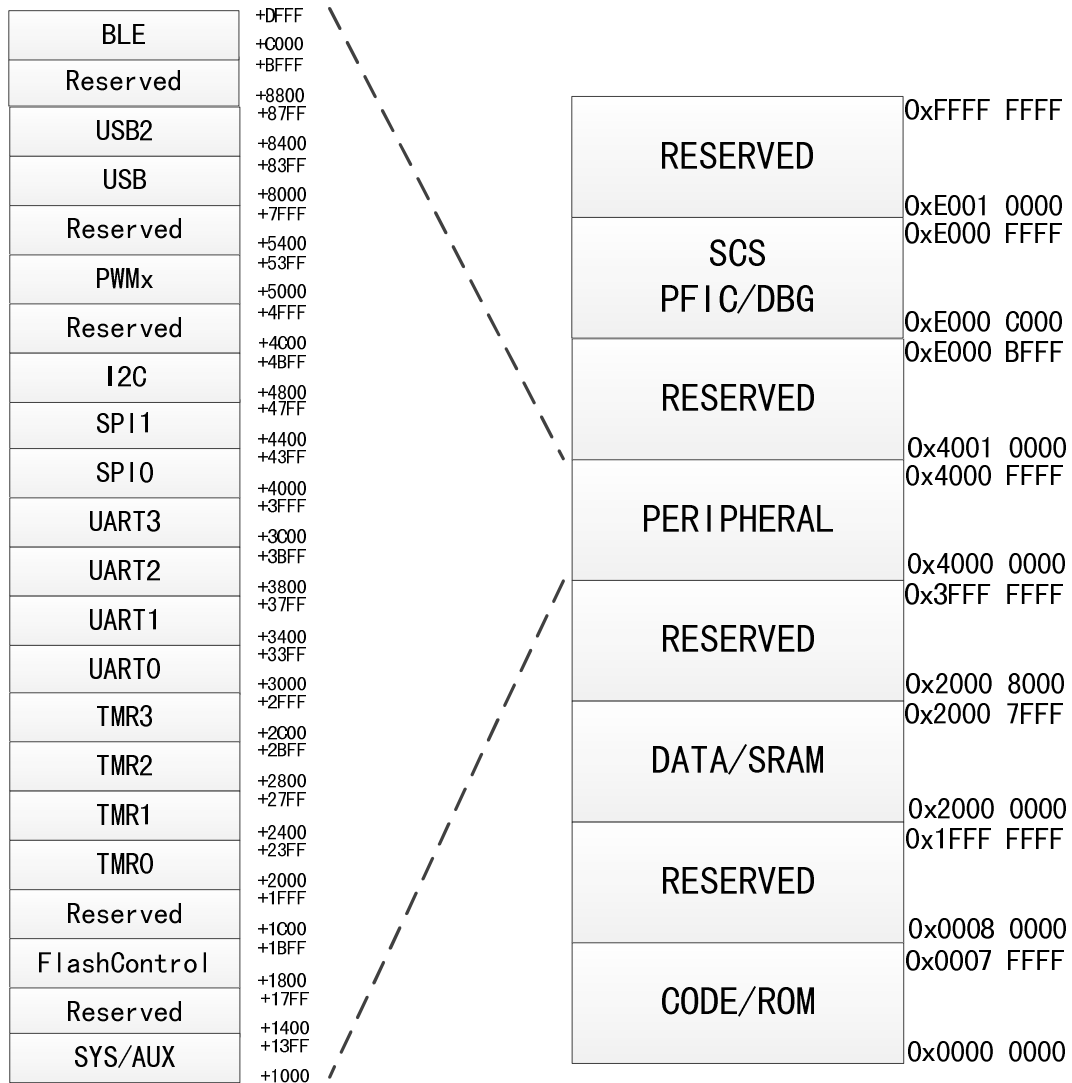 BLE
+DFFF
+C000
Reserved
+BFFF
+8800
USB2
+87FF
+8400
USB
+83FF
+8000
Reserved
+7FFF
+5400
PWMx
+53FF
+5000
Reserved
+4FFF
+4C00
I2C
+4BFF
+4800
SPI1
+47FF
+4400
SPI0
+43FF
+4000
UART3
+3FFF
+3C00
UART2
+3BFF
+3800
UART1
+37FF
+3400
UART0
+33FF
+3000
TMR3
+2FFF
+2C00
TMR2
+2BFF
+2800
TMR1
+27FF
+2400
TMR0
+23FF
+2000
Reserved
+1FFF
+1C00
FlashControl
+1BFF
+1800
Reserved
+17FF
+1400
SYS/AUX
+13FF
+1000
RESERVED
0xFFFF FFFF
0xE001 0000
SCS
PFIC/DBG
0xE000 FFFF
0xE000 C000
RESERVED
0xE000 BFFF
0x4001 0000
PERIPHERAL
0x4000 FFFF
0x4000 0000
RESERVED
0x3FFF FFFF
0x2000 8000
DATA/SRAM
0x2000 7FFF
0x2000 0000
RESERVED
0x1FFF FFFF
0x0008 0000
CODE/ROM
0x0007 FFFF
0x0000 0000